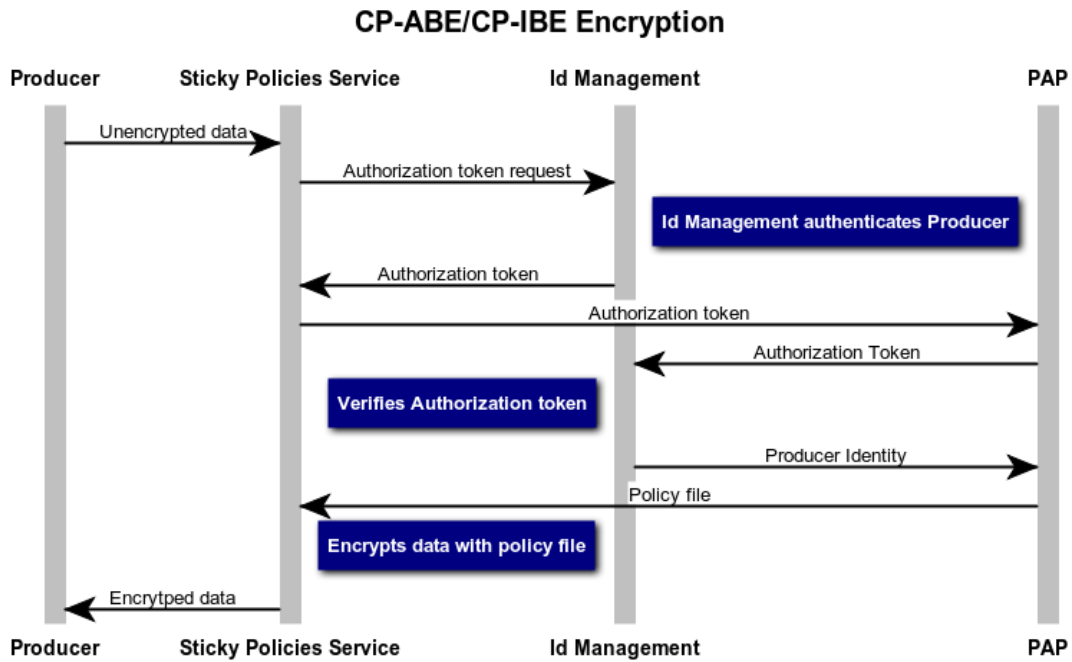 CP-ABE/CP-IBE Encryption
Producer Sticky Policies Service Id Management PAP
Unencrypted data
Authorization token request
Id Management authenticates Producer
Authorization token
Authorization token
Authorization Token
Verifies Authorization token
Producer Identity
Policy file
Encrypts data with policy file
Encrytped data
Producer Sticky Policies Service Id Management PAP